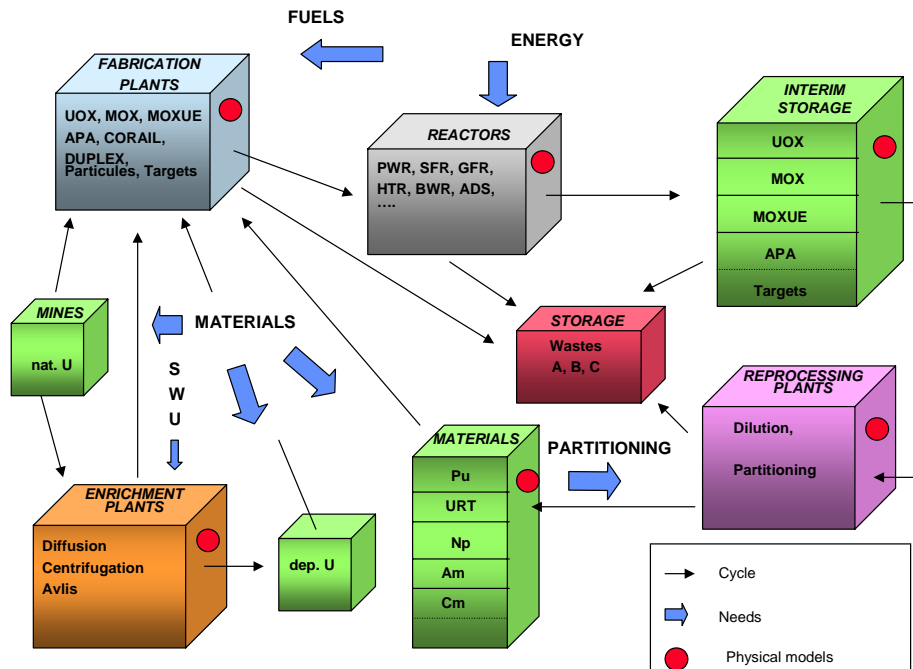 FUELS
ENERGY
FABRICATION
PLANTS
UOX, MOX, MOXUE
APA, CORAIL,
DUPLEX,
Particules, Targets
REACTORS
PWR, SFR, GFR,
HTR, BWR, ADS,
....
INTERIM
STORAGE
UOX
MOX
MOXUE
APA
Targets
MINES
nat. U
MATERIALS
S
W
U
STORAGE
Wastes
A, B, C
REPROCESSING
PLANTS
Dilution,
Partitioning
MATERIALS
Pu
URT
Np
Am
Cm
PARTITIONING
ENRICHMENT
PLANTS
Diffusion
Centrifugation
Avlis
dep. U
Cycle
Needs
Physical models